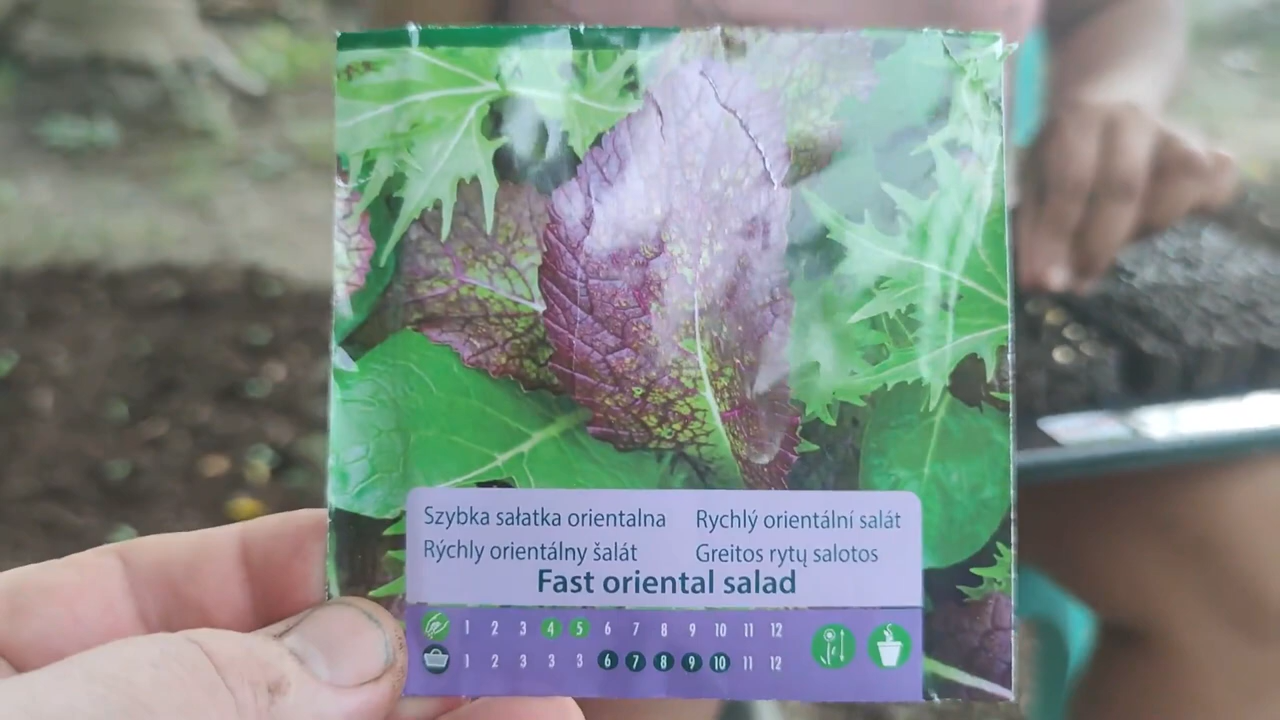 Szybka sałatka orientalna
Rychlý orientální salát
Rýchly orientálny šalát
Greitos rytų salotos
Fast oriental salad
1 2 3 4 5 6 7 8 9 10 11 12
1 2 3 3 3 6 7 8 9 10 11 12